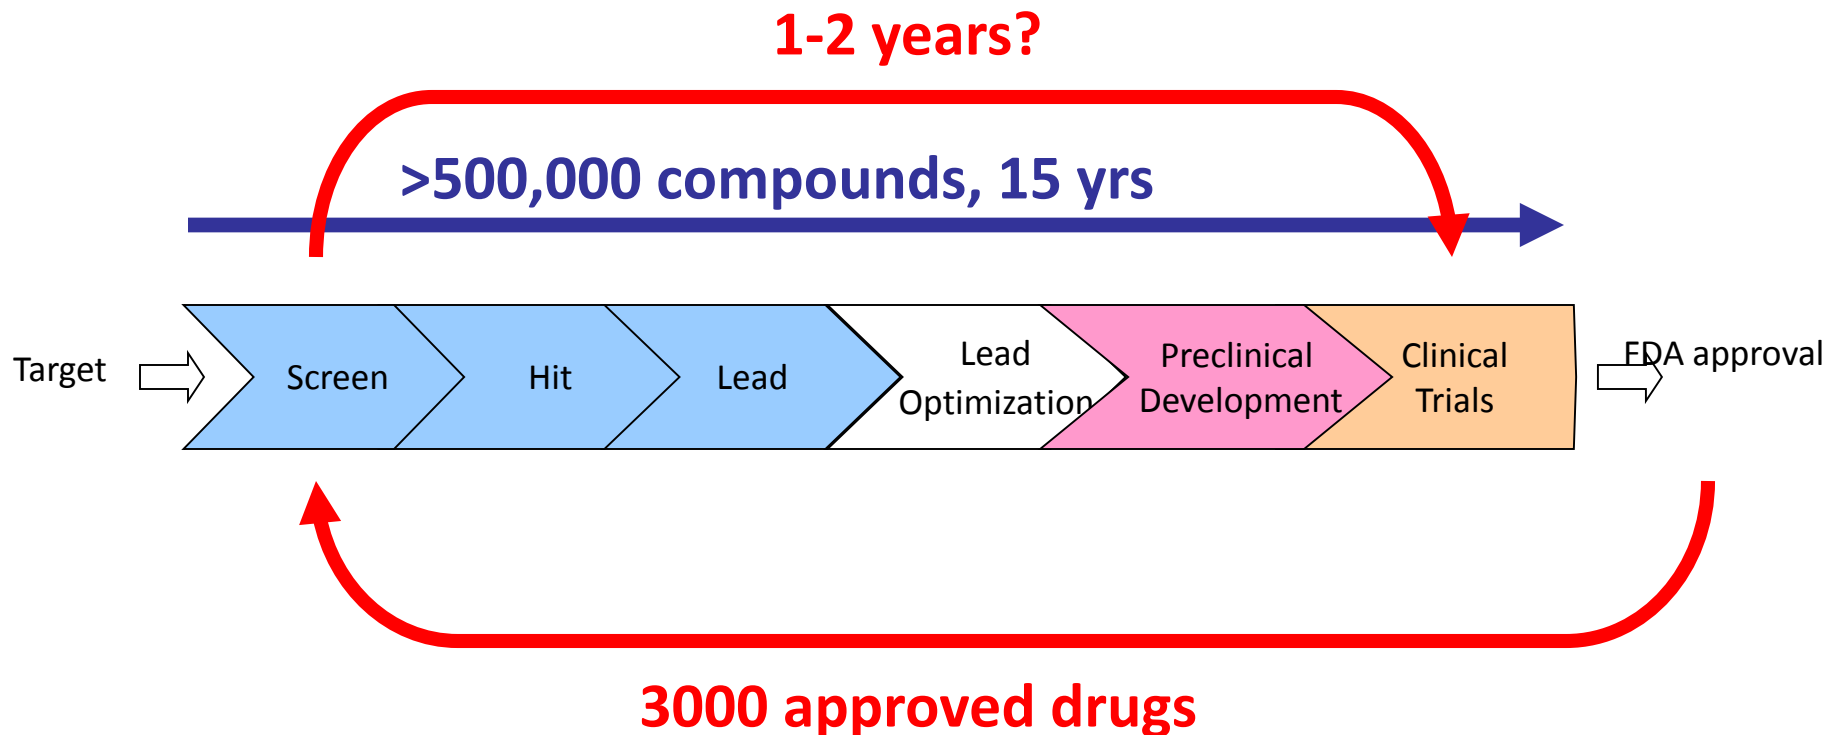 1-2 years?
>500,000 compounds, 15 yrs
Target
Screen
Hit
Lead
Lead
Optimization
Preclinical
Development
Clinical
Trials
FDA approval
3000 approved drugs